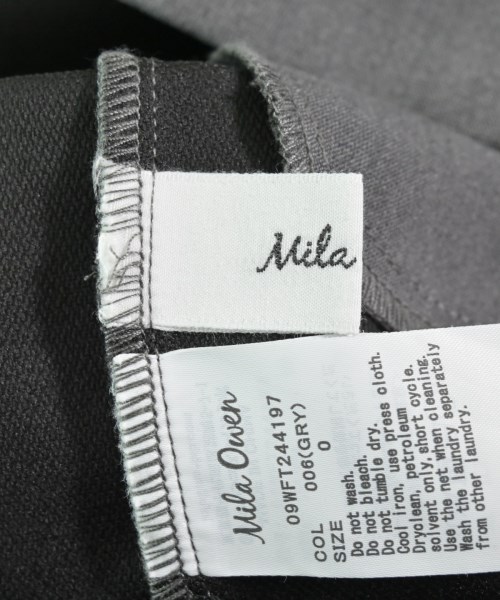 Mila
Mila Owen
09WFT244197
COL 006(GRY)
SIZE 0
Do not wash.
Do not bleach.
Do not tumble dry.
Cool iron, use press cloth.
Dryclean, petroleum
solvent only, short cycle.
Use the net when cleaning.
Wash the laundry separately
from other laundry.